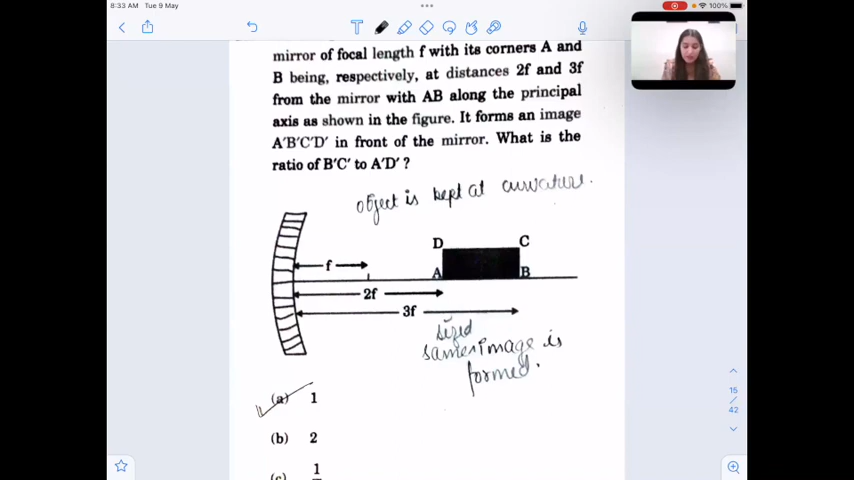 8:33 AM Tue 9 May
100%
mirror of focal length f with its corners A and
B being, respectively, at distances 2f and 3f
from the mirror with AB along the principal
axis as shown in the figure. It forms an image
A′B′C′D′ in front of the mirror. What is the
ratio of B′C′ to A′D′ ?
object is kept at curvature.
D C
f
A B
2f
3f
sized
same image is
formed.
(a) 1
(b) 2
(c) 1
15
/
42